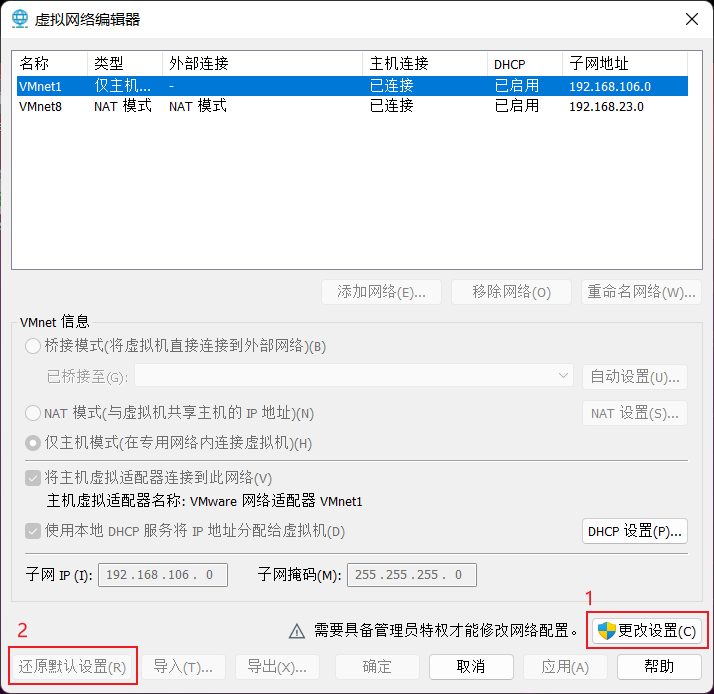 虚拟网络编辑器
名称 类型 外部连接 主机连接 DHCP 子网地址
VMnet1 仅主机... - 已连接 已启用 192.168.106.0
VMnet8 NAT 模式 NAT 模式 已连接 已启用 192.168.23.0
添加网络(E)... 移除网络(O) 重命名网络(W)...
VMnet 信息
桥接模式(将虚拟机直接连接到外部网络)(B)
已桥接至(G): 自动设置(U)...
NAT 模式(与虚拟机共享主机的 IP 地址)(N) NAT 设置(S)...
仅主机模式(在专用网络内连接虚拟机)(H)
将主机虚拟适配器连接到此网络(V)
主机虚拟适配器名称: VMware 网络适配器 VMnet1
使用本地 DHCP 服务将 IP 地址分配给虚拟机(D) DHCP 设置(P)...
子网 IP (I): 192 . 168 . 106 . 0 子网掩码(M): 255 . 255 . 255 . 0
1
需要具备管理员特权才能修改网络配置。 更改设置(C)
2
还原默认设置(R) 导入(T)... 导出(X)... 确定 取消 应用(A) 帮助